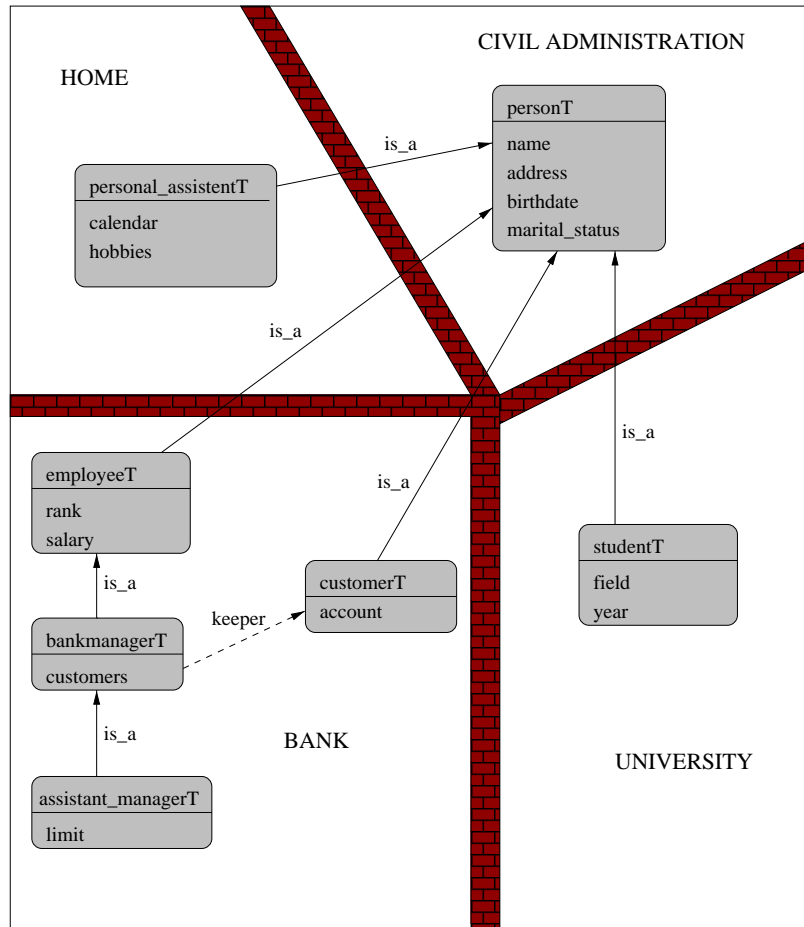 CIVIL ADMINISTRATION
HOME
personT
name
address
birthdate
marital_status
is_a
personal_assistentT
calendar
hobbies
is_a
is_a
is_a
employeeT
rank
salary
is_a
studentT
field
year
customerT
account
keeper
bankmanagerT
customers
is_a
BANK
UNIVERSITY
assistant_managerT
limit